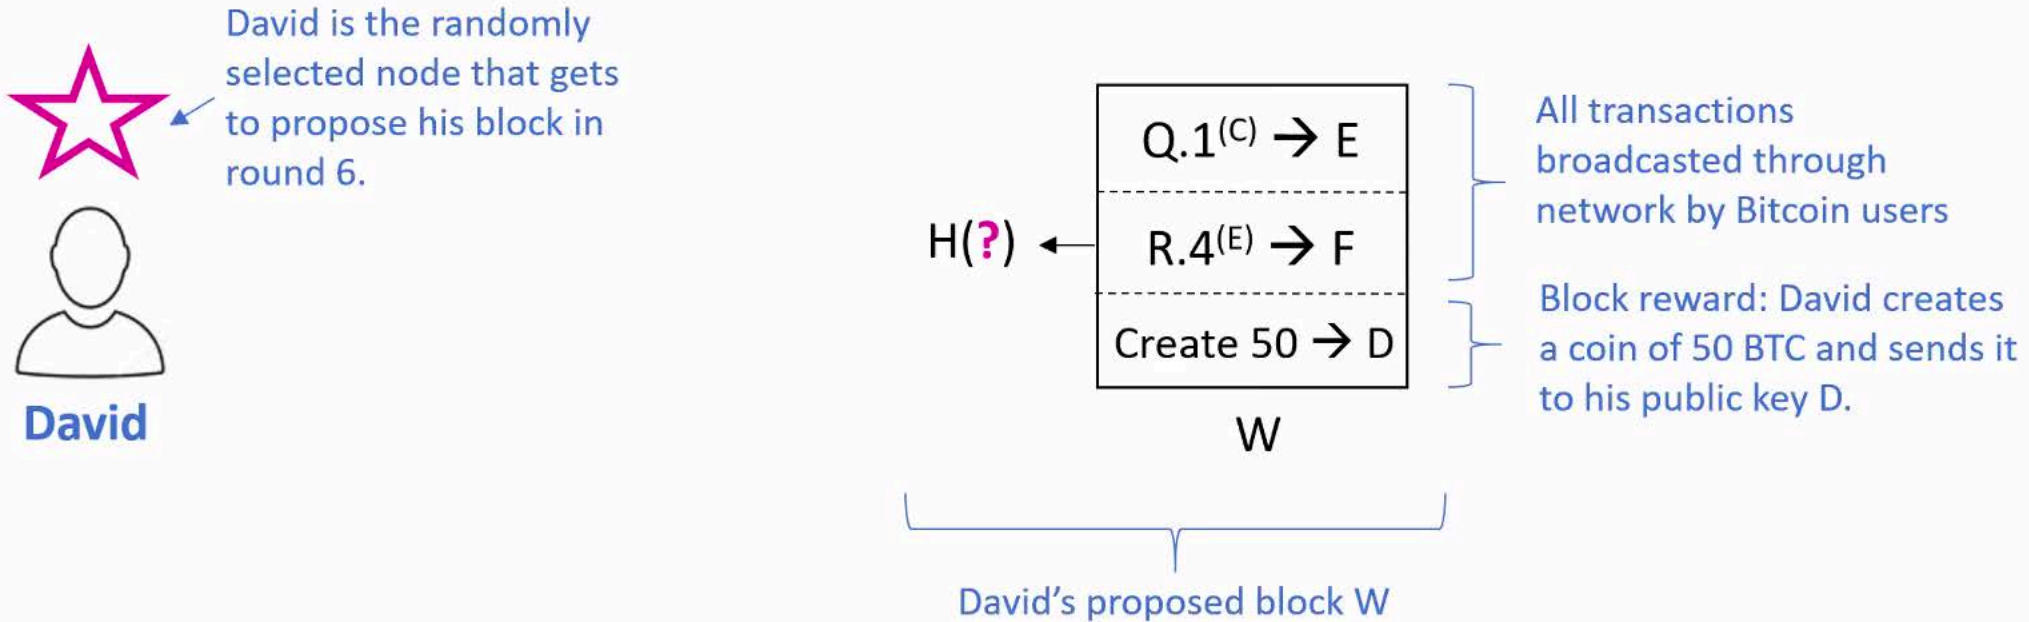 David is the randomly
selected node that gets
to propose his block in
round 6.
David
H(?)
Q.1(C) → E
R.4(E) → F
Create 50 → D
W
All transactions
broadcasted through
network by Bitcoin users
Block reward: David creates
a coin of 50 BTC and sends it
to his public key D.
David’s proposed block W